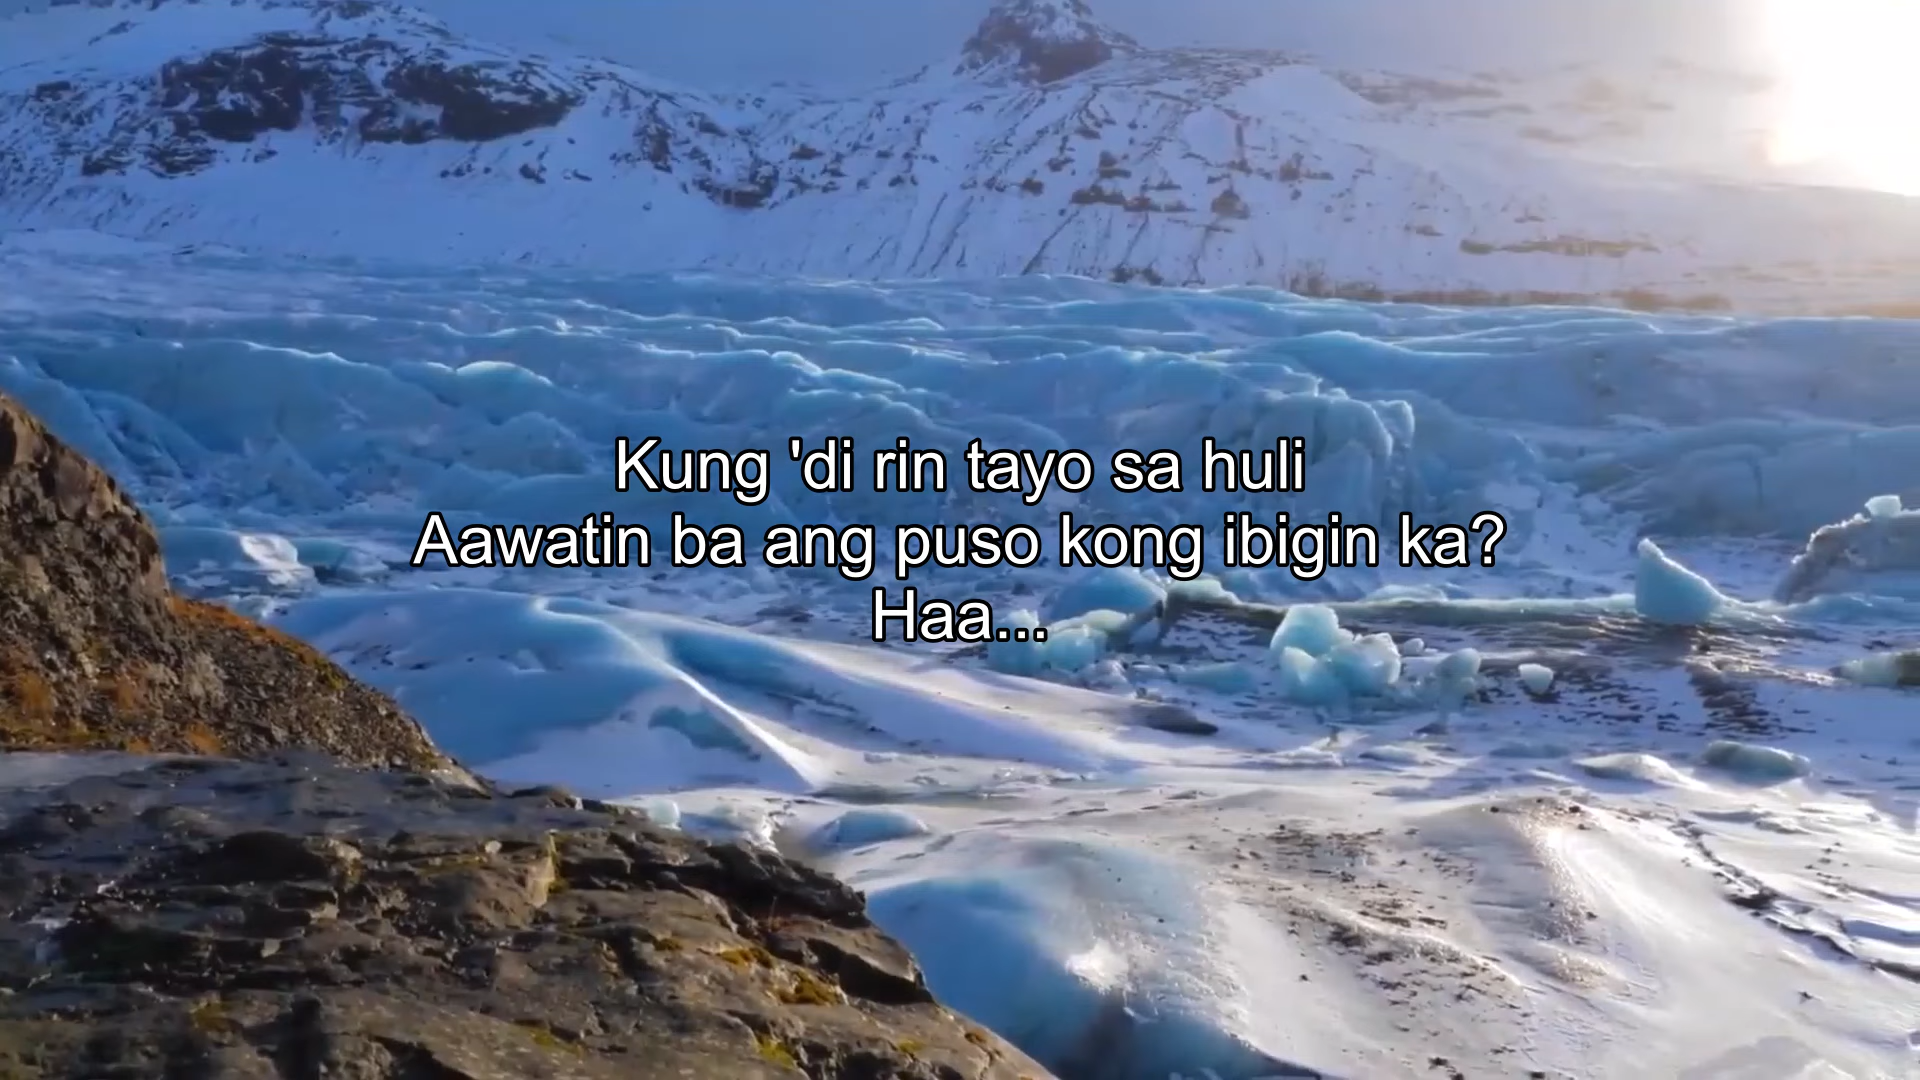 Kung 'di rin tayo sa huli
Aawatin ba ang puso kong ibigin ka?
Haa...